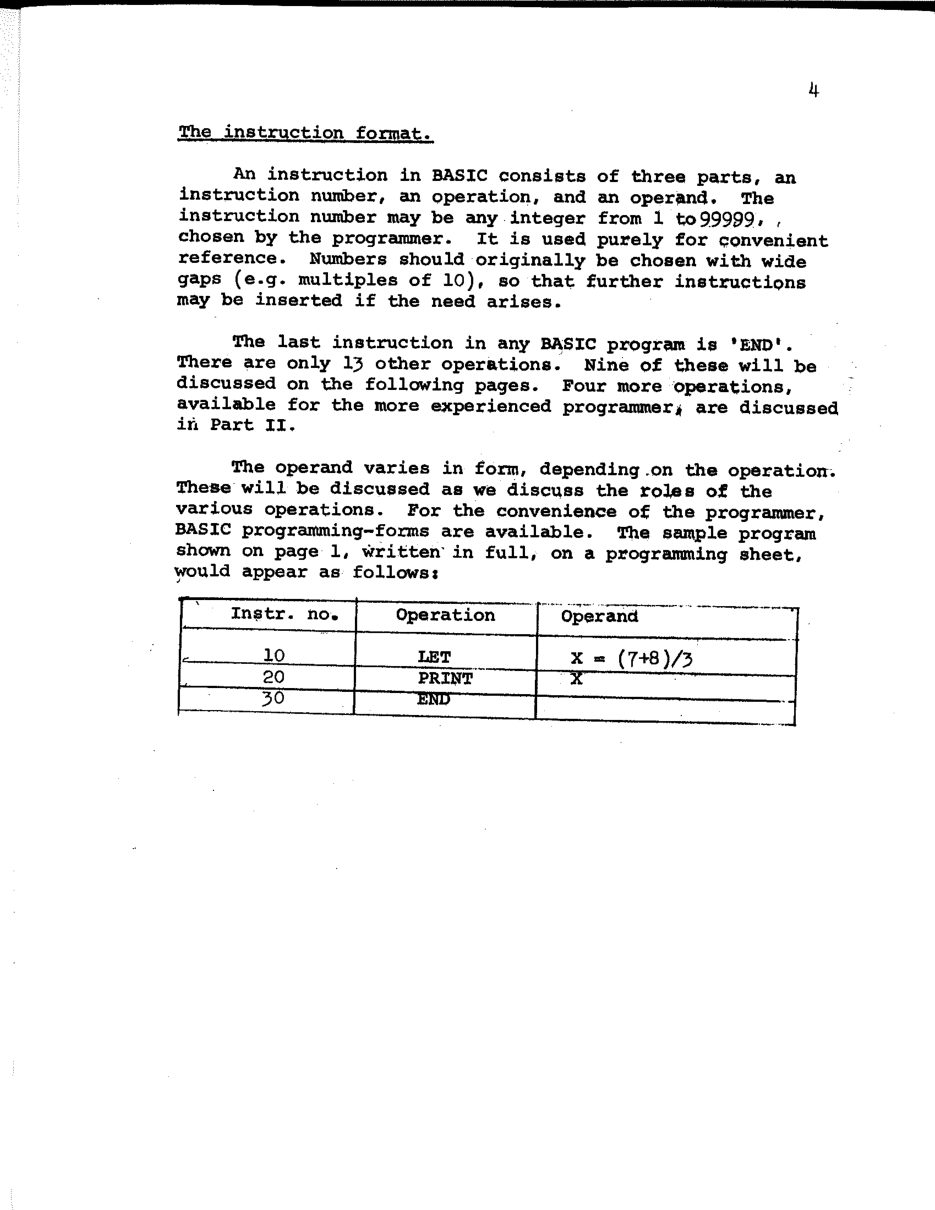 4
The instruction format.
An instruction in BASIC consists of three parts, an
instruction number, an operation, and an operand. The
instruction number may be any integer from 1 to 99999,
chosen by the programmer. It is used purely for convenient
reference. Numbers should originally be chosen with wide
gaps (e.g. multiples of 10), so that further instructions
may be inserted if the need arises.
The last instruction in any BASIC program is 'END'.
There are only 13 other operations. Nine of these will be
discussed on the following pages. Four more operations,
available for the more experienced programmer, are discussed
in Part II.
The operand varies in form, depending on the operation.
These will be discussed as we discuss the roles of the
various operations. For the convenience of the programmer,
BASIC programming-forms are available. The sample program
shown on page 1, written in full, on a programming sheet,
would appear as follows:
Instr. no. Operation Operand
10 LET X = (7+8)/3
20 PRINT X
30 END